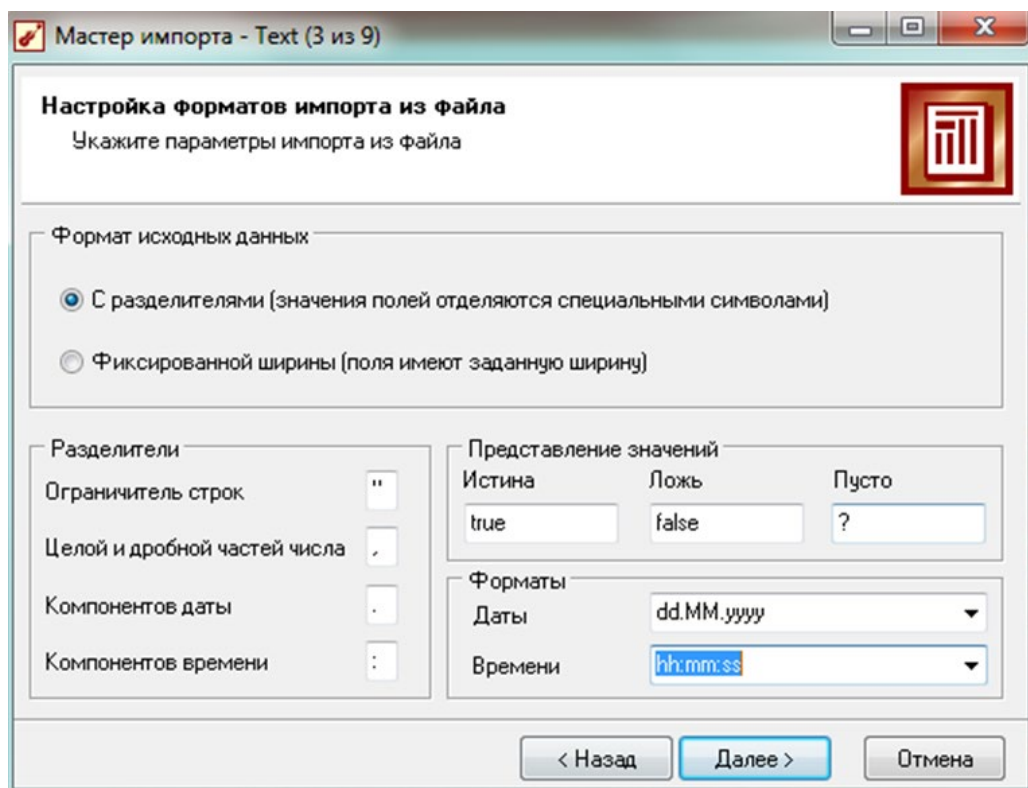 Мастер импорта - Text (3 из 9)
Настройка форматов импорта из файла
Укажите параметры импорта из файла
Формат исходных данных
С разделителями (значения полей отделяются специальными символами)
Фиксированной ширины (поля имеют заданную ширину)
Разделители
Ограничитель строк "
Целой и дробной частей числа ,
Компонентов даты .
Компонентов времени :
Представление значений
Истина Ложь Пусто
true false ?
Форматы
Даты dd.MM.yyyy
Времени hh:mm:ss
< Назад Далее > Отмена